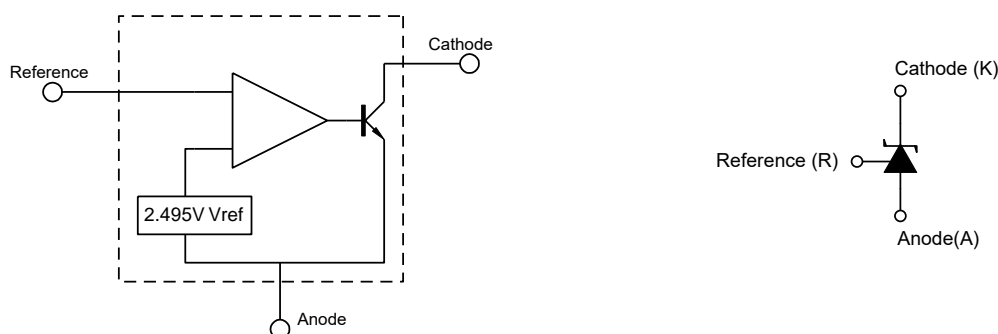 Reference
Cathode
2.495V Vref
Anode
Cathode (K)
Reference (R)
Anode(A)